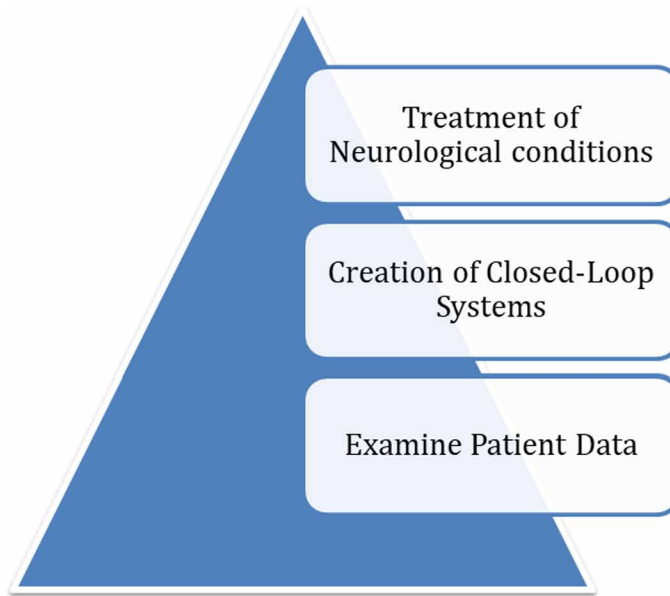 Treatment of
Neurological conditions
Creation of Closed-Loop
Systems
Examine Patient Data